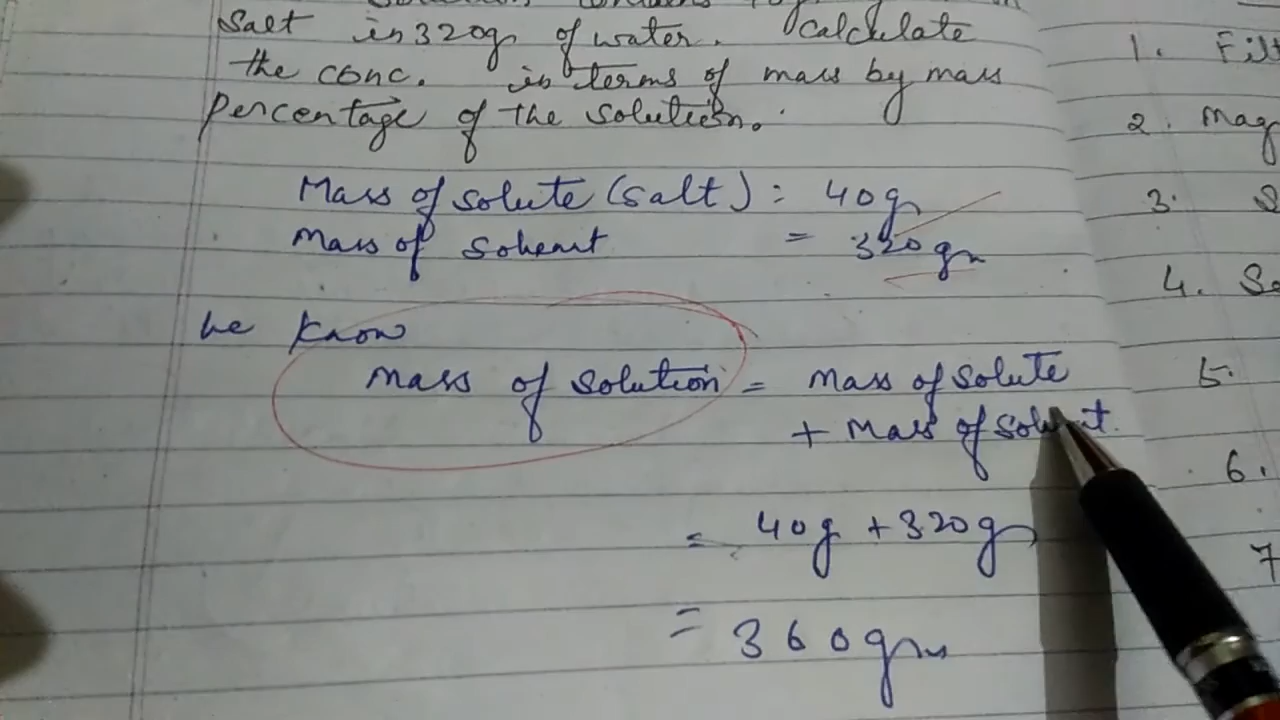 Salt in 320g of water. Calculate
the conc. in terms of mass by mass
percentage of the solution.
Mass of solute (salt) = 40g
Mass of solvent = 320gm
We know
Mass of solution = Mass of solute
+ Mass of solvent.
= 40g + 320g
= 360gm
1. Filt
2. Mag
3. S
4. So
5.
6.
7